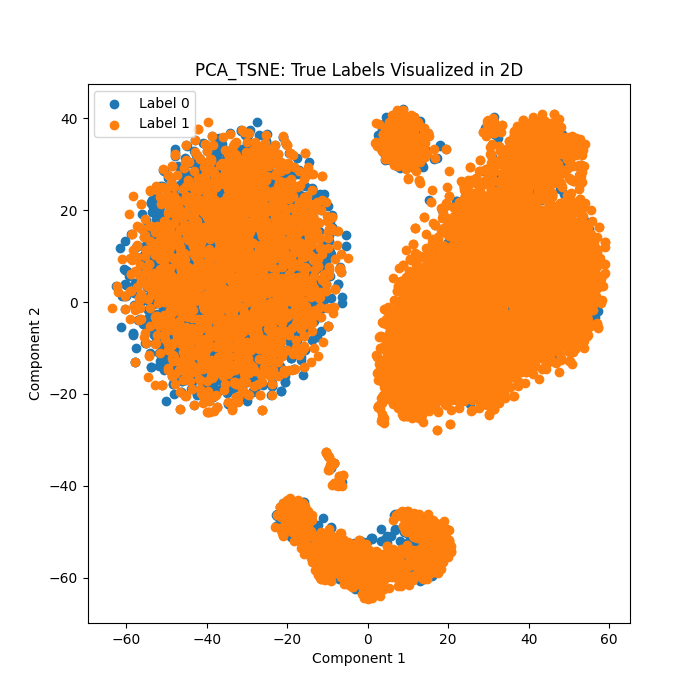 PCA_TSNE: True Labels Visualized in 2D
Label 0
Label 1
40
20
0
−20
−40
−60
Component 2
−60
−40
−20
0
20
40
60
Component 1